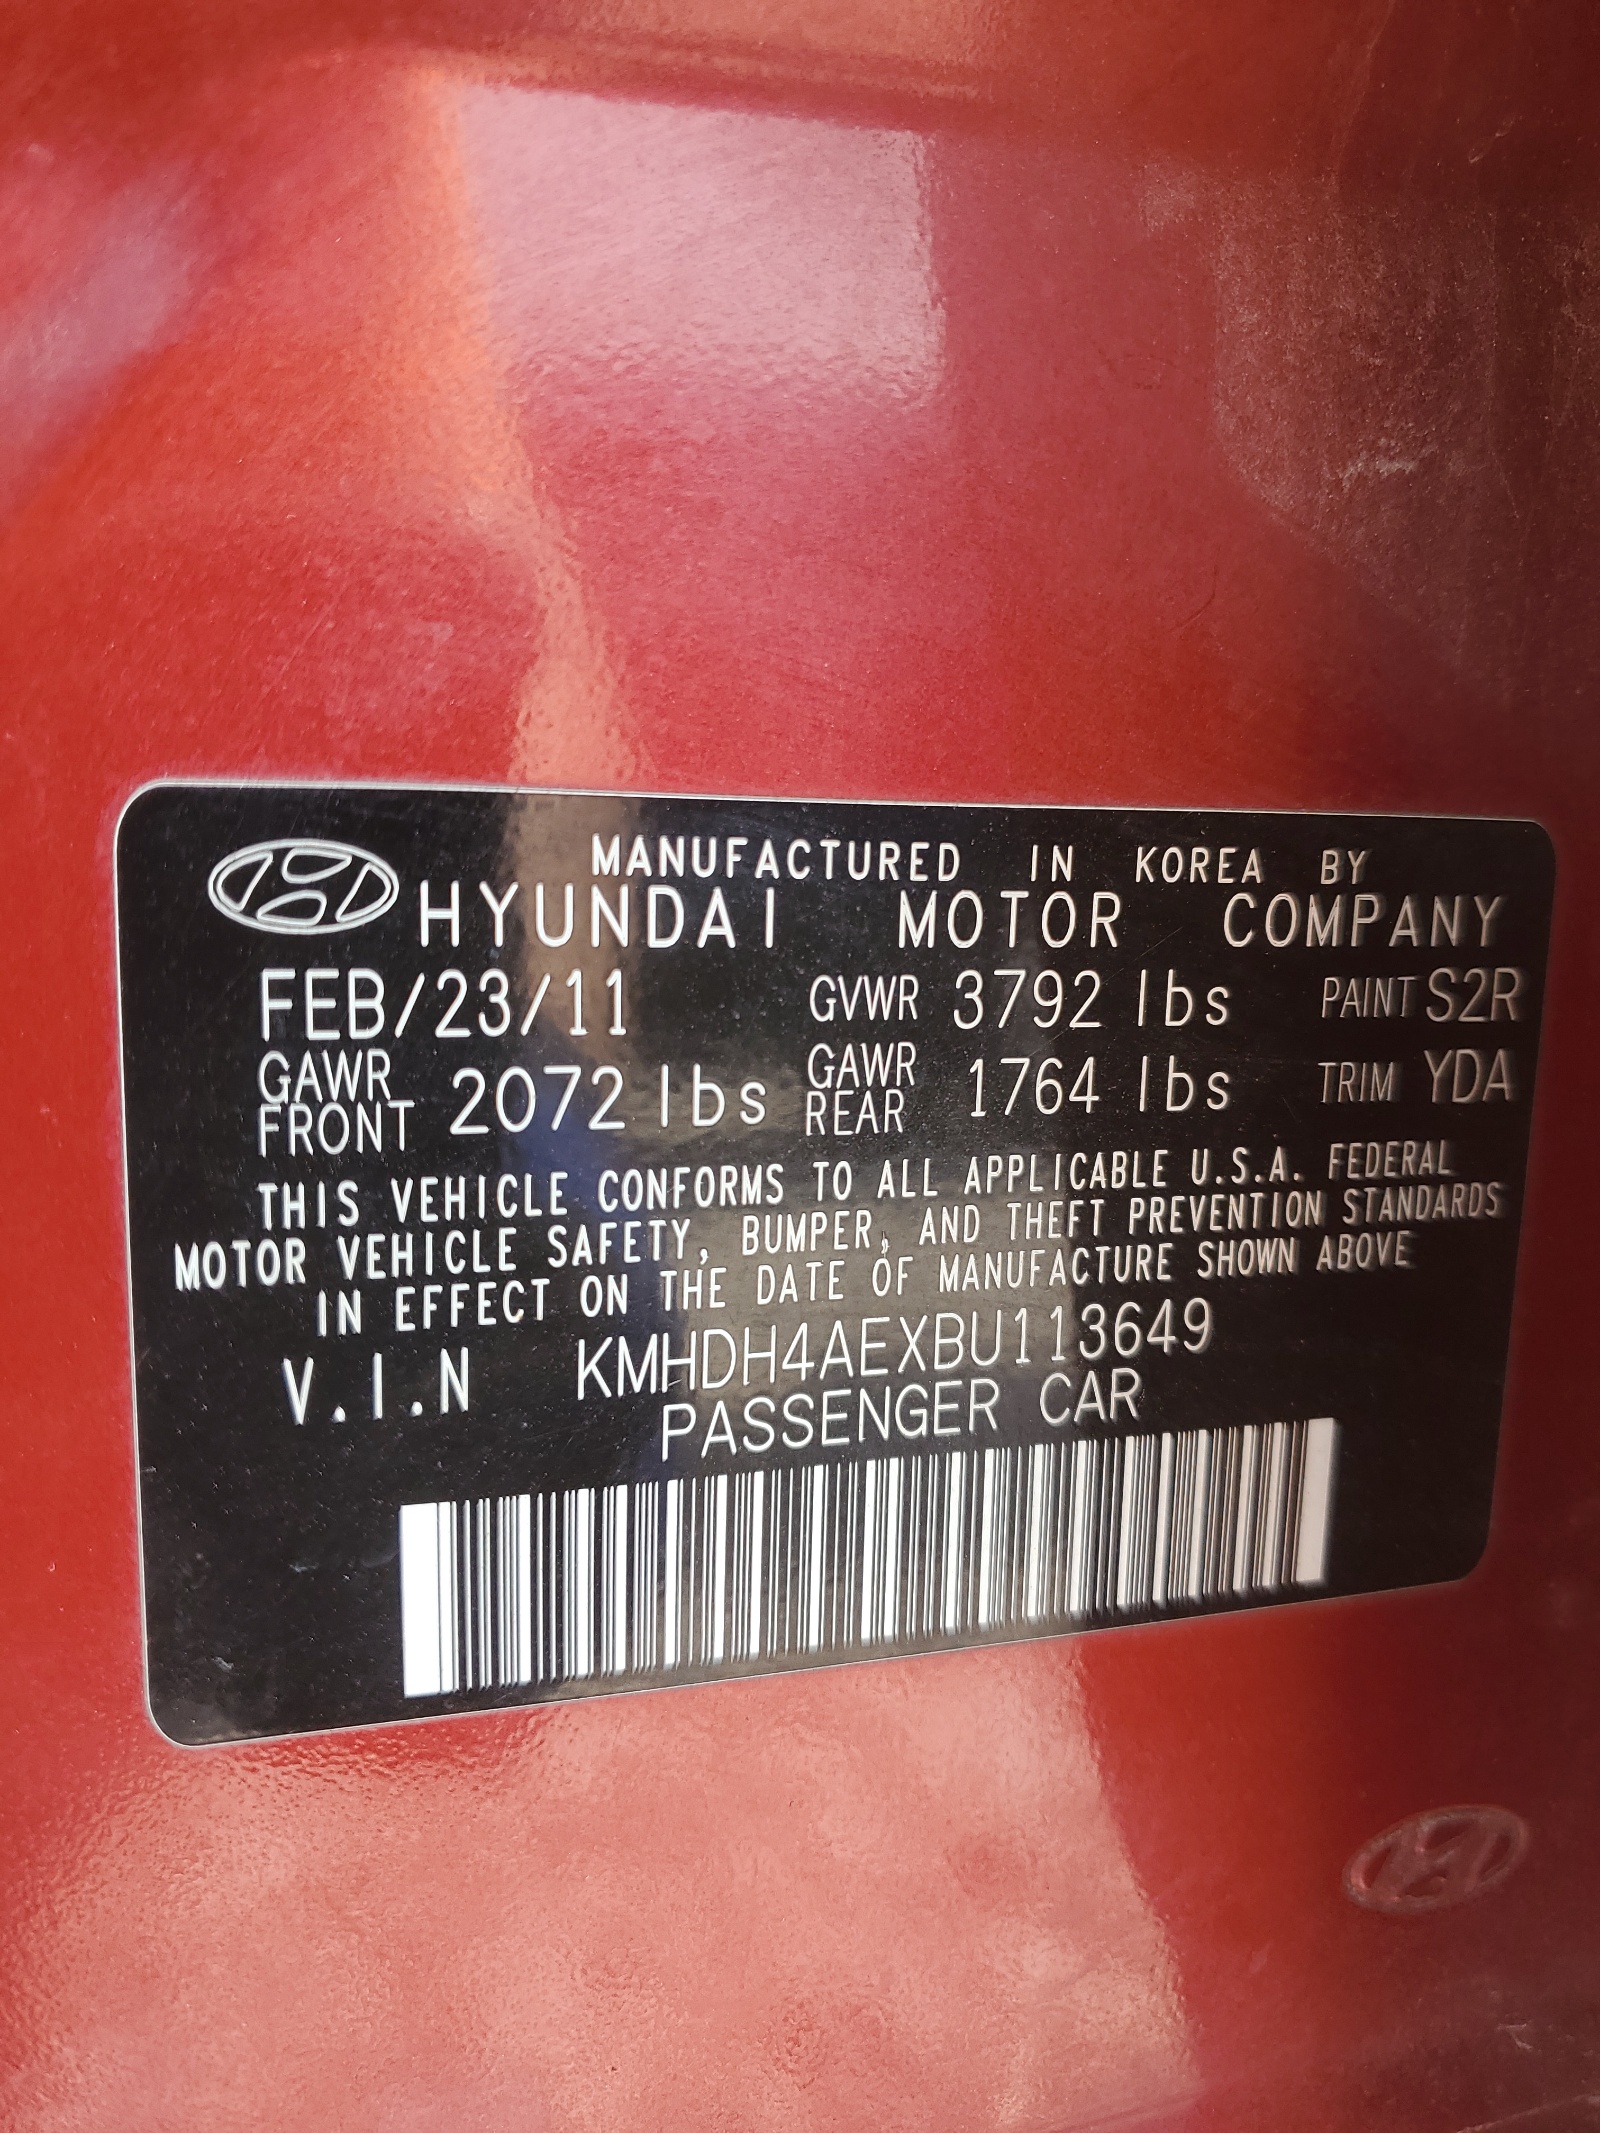 MANUFACTURED IN KOREA BY
HYUNDAI MOTOR COMPANY
FEB/23/11 GVWR 3792 lbs PAINT S2R
GAWR FRONT 2072 lbs GAWR REAR 1764 lbs TRIM YDA
THIS VEHICLE CONFORMS TO ALL APPLICABLE U.S.A. FEDERAL
MOTOR VEHICLE SAFETY, BUMPER, AND THEFT PREVENTION STANDARDS
IN EFFECT ON THE DATE OF MANUFACTURE SHOWN ABOVE
V.I.N KMHDH4AEXBU113649
PASSENGER CAR